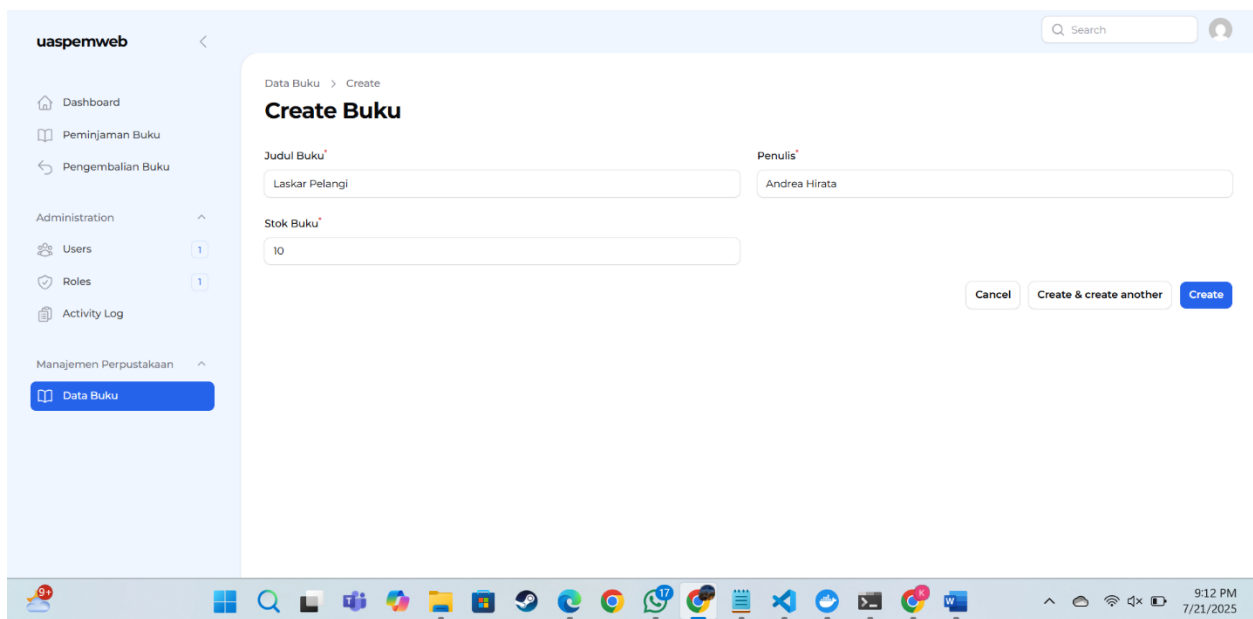 uaspemweb
Search
Dashboard
Peminjaman Buku
Pengembalian Buku
Administration
Users 1
Roles 1
Activity Log
Manajemen Perpustakaan
Data Buku
Data Buku > Create
Create Buku
Judul Buku*
Laskar Pelangi
Penulis*
Andrea Hirata
Stok Buku*
10
Cancel
Create & create another
Create
9+
17
K
9:12 PM
7/21/2025